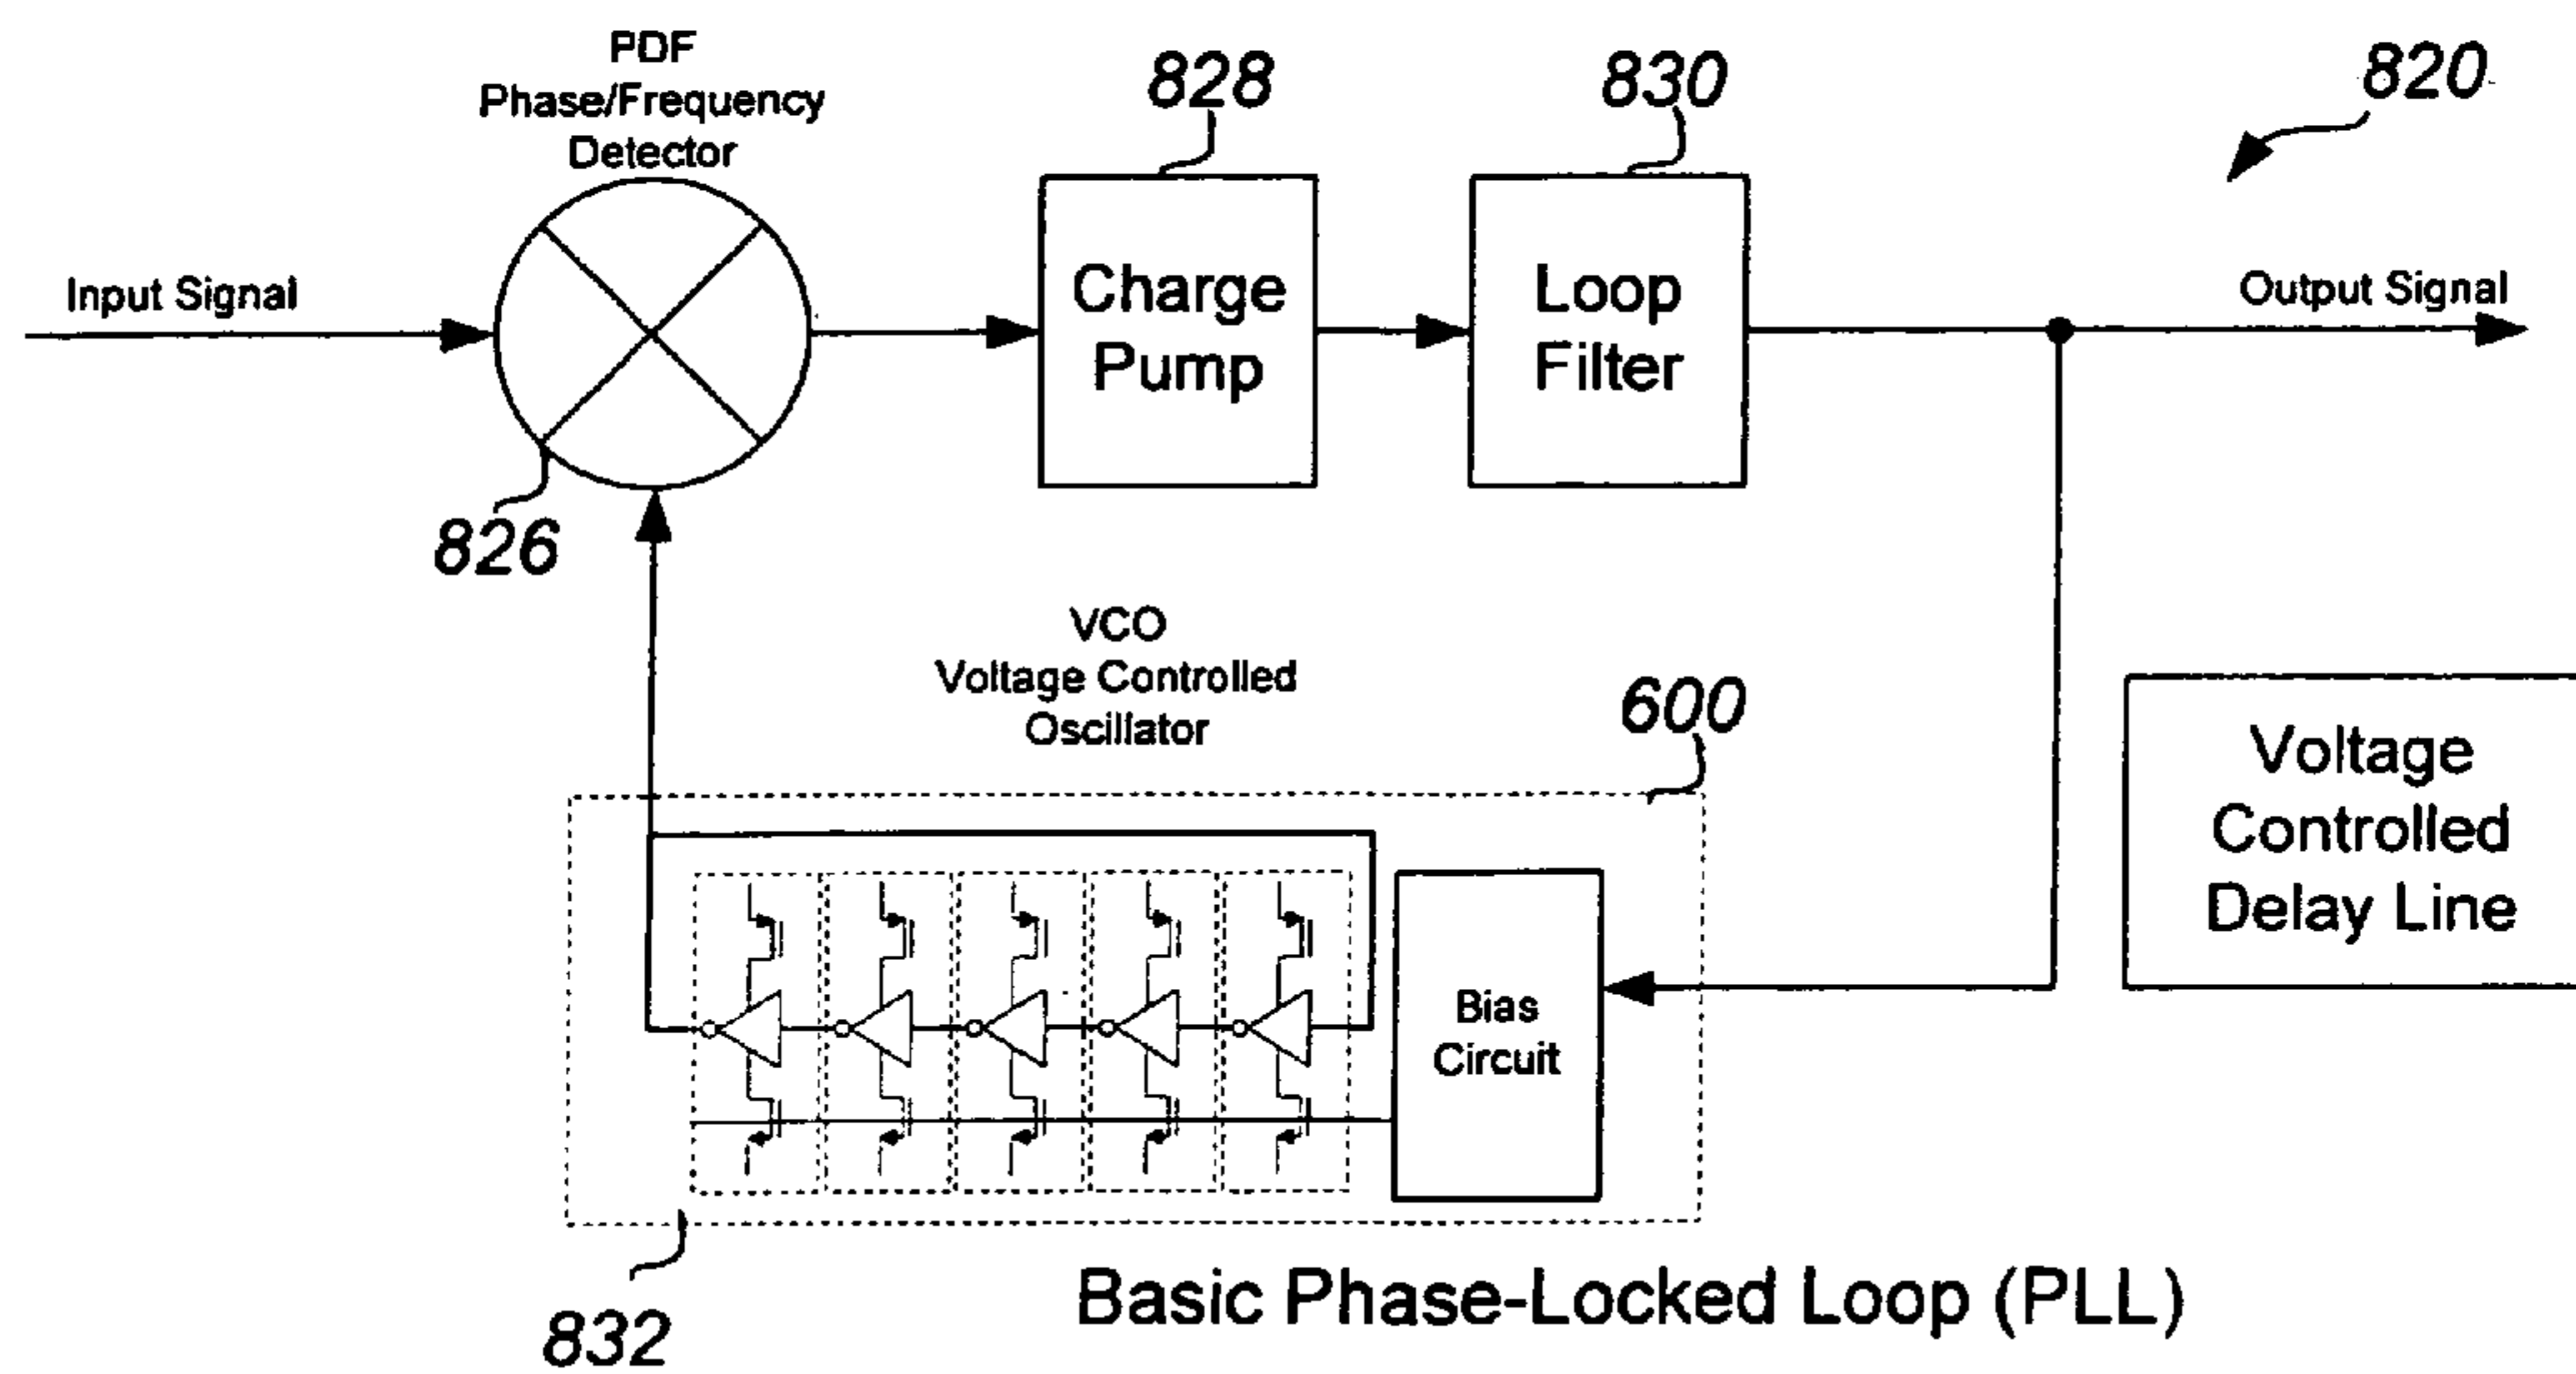 PDF
Phase/Frequency
Detector
828
830
820
Input Signal
Charge
Pump
Loop
Filter
Output Signal
826
VCO
Voltage Controlled
Oscillator
600
Voltage
Controlled
Delay Line
Bias
Circuit
832
Basic Phase-Locked Loop (PLL)